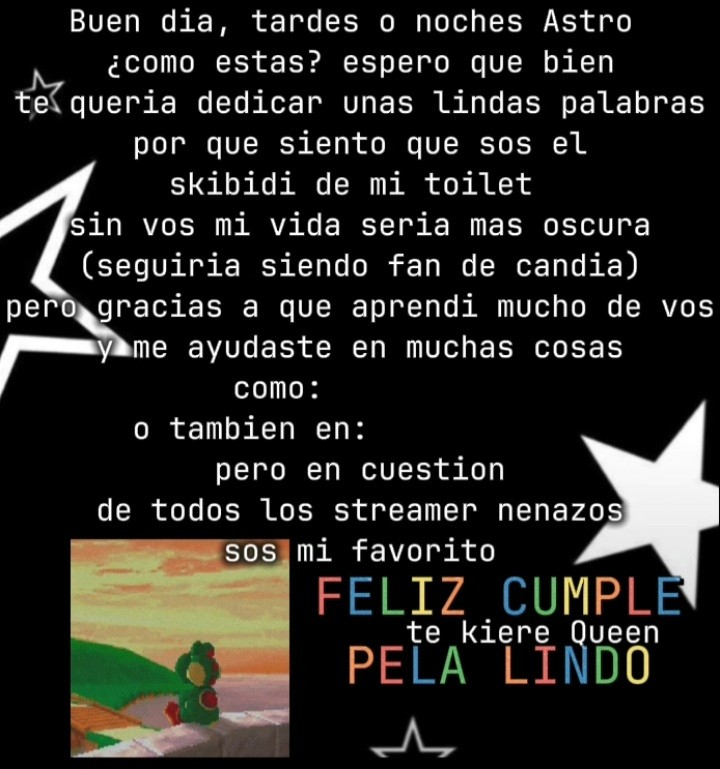 Buen dia, tardes o noches Astro
¿como estas? espero que bien
te queria dedicar unas lindas palabras
por que siento que sos el
skibidi de mi toilet
sin vos mi vida seria mas oscura
(seguiria siendo fan de candia)
pero gracias a que aprendi mucho de vos
y me ayudaste en muchas cosas
como:
o tambien en:
pero en cuestion
de todos los streamer nenazos
sos mi favorito
FELIZ CUMPLE
te kiere Queen
PELA LINDO